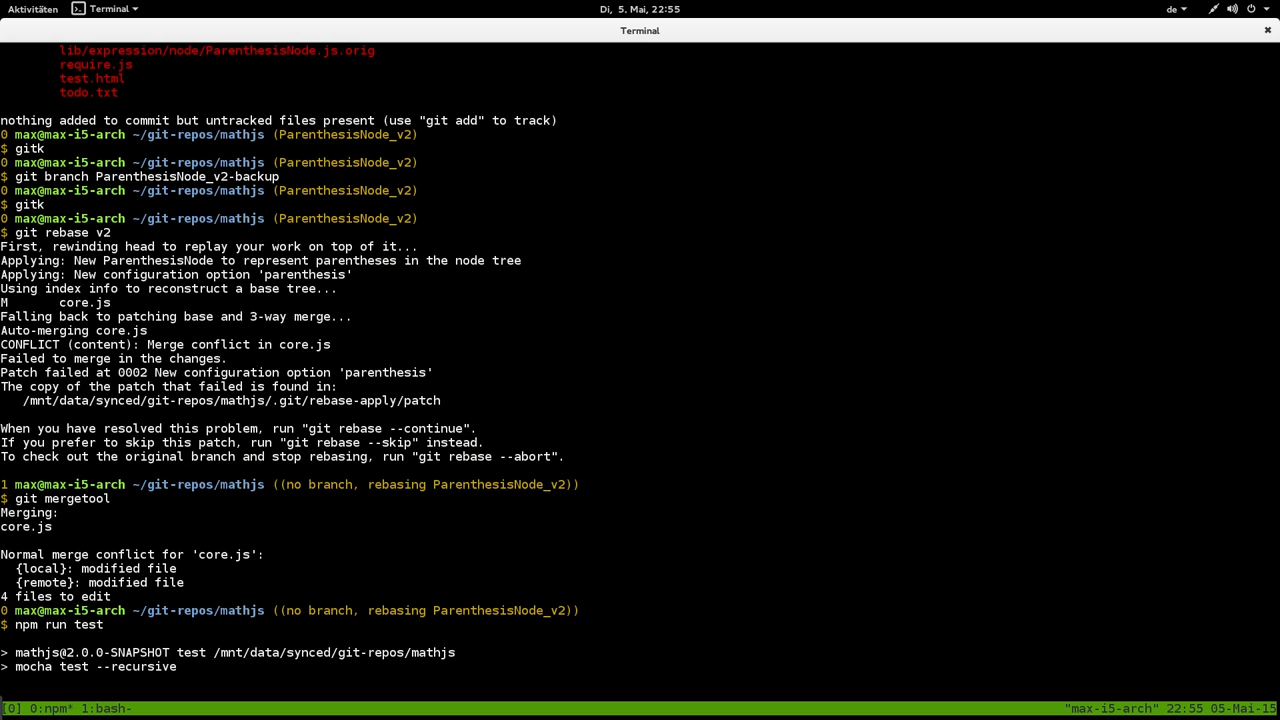 Aktivitäten Terminal Di, 5. Mai, 22:55 de
Terminal
lib/expression/node/ParenthesisNode.js.orig
require.js
test.html
todo.txt
nothing added to commit but untracked files present (use "git add" to track)
0 max@max-i5-arch ~/git-repos/mathjs (ParenthesisNode_v2)
$ gitk
0 max@max-i5-arch ~/git-repos/mathjs (ParenthesisNode_v2)
$ git branch ParenthesisNode_v2-backup
0 max@max-i5-arch ~/git-repos/mathjs (ParenthesisNode_v2)
$ gitk
0 max@max-i5-arch ~/git-repos/mathjs (ParenthesisNode_v2)
$ git rebase v2
First, rewinding head to replay your work on top of it...
Applying: New ParenthesisNode to represent parentheses in the node tree
Applying: New configuration option 'parenthesis'
Using index info to reconstruct a base tree...
M core.js
Falling back to patching base and 3-way merge...
Auto-merging core.js
CONFLICT (content): Merge conflict in core.js
Failed to merge in the changes.
Patch failed at 0002 New configuration option 'parenthesis'
The copy of the patch that failed is found in:
/mnt/data/synced/git-repos/mathjs/.git/rebase-apply/patch
When you have resolved this problem, run "git rebase --continue".
If you prefer to skip this patch, run "git rebase --skip" instead.
To check out the original branch and stop rebasing, run "git rebase --abort".
1 max@max-i5-arch ~/git-repos/mathjs ((no branch, rebasing ParenthesisNode_v2))
$ git mergetool
Merging:
core.js
Normal merge conflict for 'core.js':
{local}: modified file
{remote}: modified file
4 files to edit
0 max@max-i5-arch ~/git-repos/mathjs ((no branch, rebasing ParenthesisNode_v2))
$ npm run test
> mathjs@2.0.0-SNAPSHOT test /mnt/data/synced/git-repos/mathjs
> mocha test --recursive
[0] 0:npm* 1:bash- "max-i5-arch" 22:55 05-Mai-15